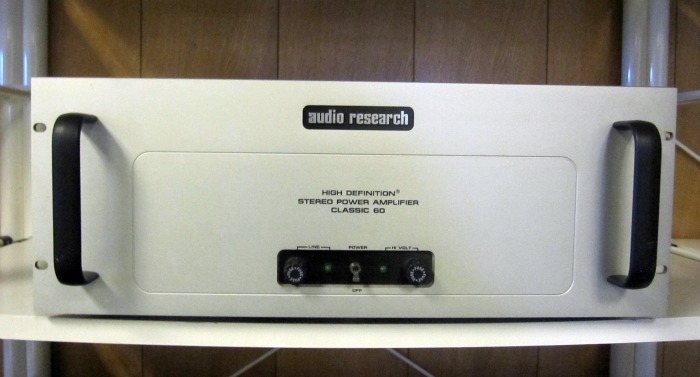 audio research
HIGH DEFINITION®
STEREO POWER AMPLIFIER
CLASSIC 60
LINE POWER HI VOLT
OFF